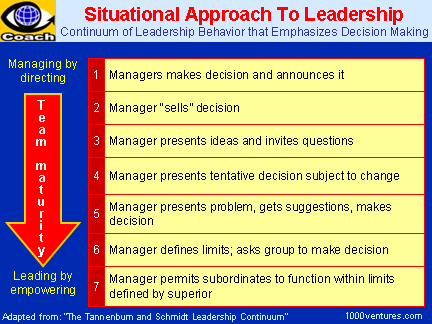 Coach
Situational Approach To Leadership
Continuum of Leadership Behavior that Emphasizes Decision Making
Managing by
directing
Team maturity
Leading by
empowering
1 Managers makes decision and announces it
2 Manager "sells" decision
3 Manager presents ideas and invites questions
4 Manager presents tentative decision subject to change
5 Manager presents problem, gets suggestions, makes
decision
6 Manager defines limits; asks group to make decision
7 Manager permits subordinates to function within limits
defined by superior
Adapted from: "The Tannenbum and Schmidt Leadership Continuum"
1000ventures.com